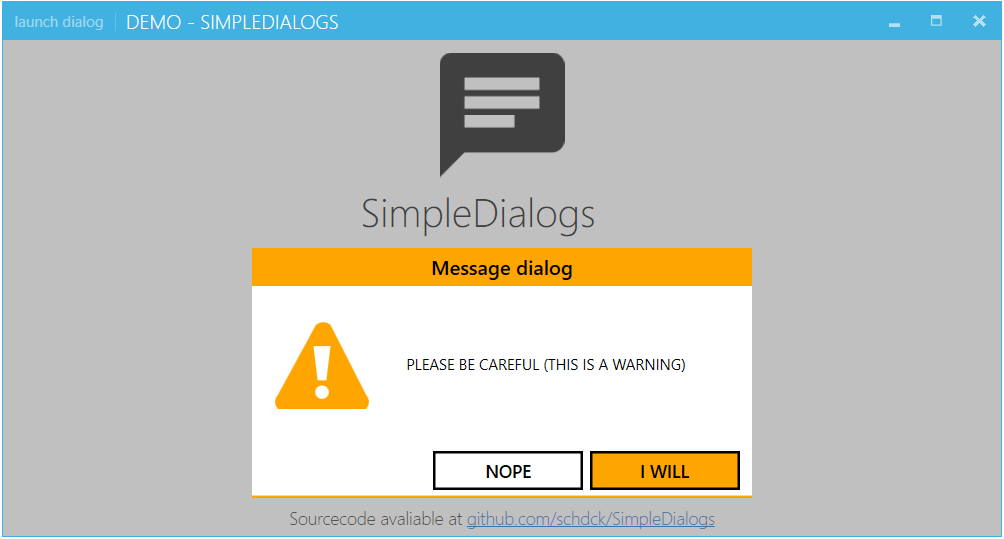 launch dialog DEMO - SIMPLEDIALOGS
SimpleDialogs
Message dialog
PLEASE BE CAREFUL (THIS IS A WARNING)
NOPE I WILL
Sourcecode avaliable at github.com/schdck/SimpleDialogs